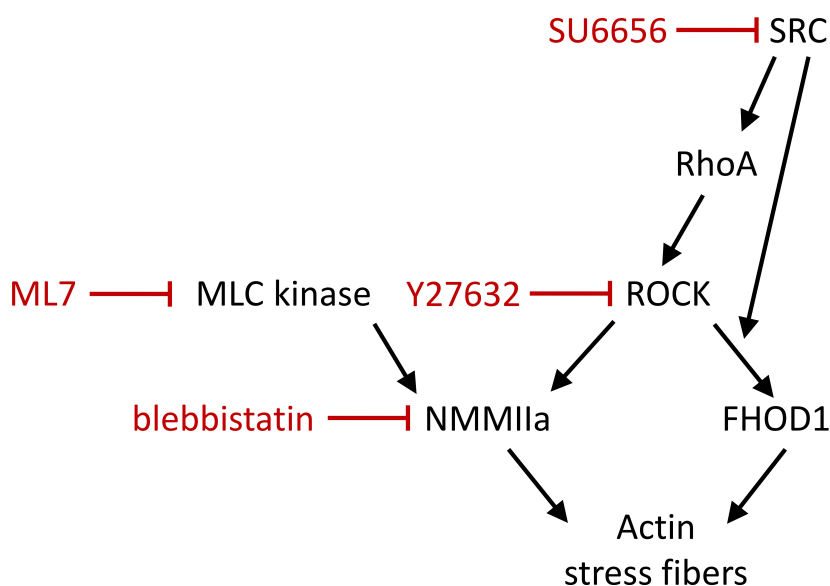 SU6656 SRC
RhoA
ML7 MLC kinase Y27632 ROCK
blebbistatin NMMIIa FHOD1
Actin
stress fibers